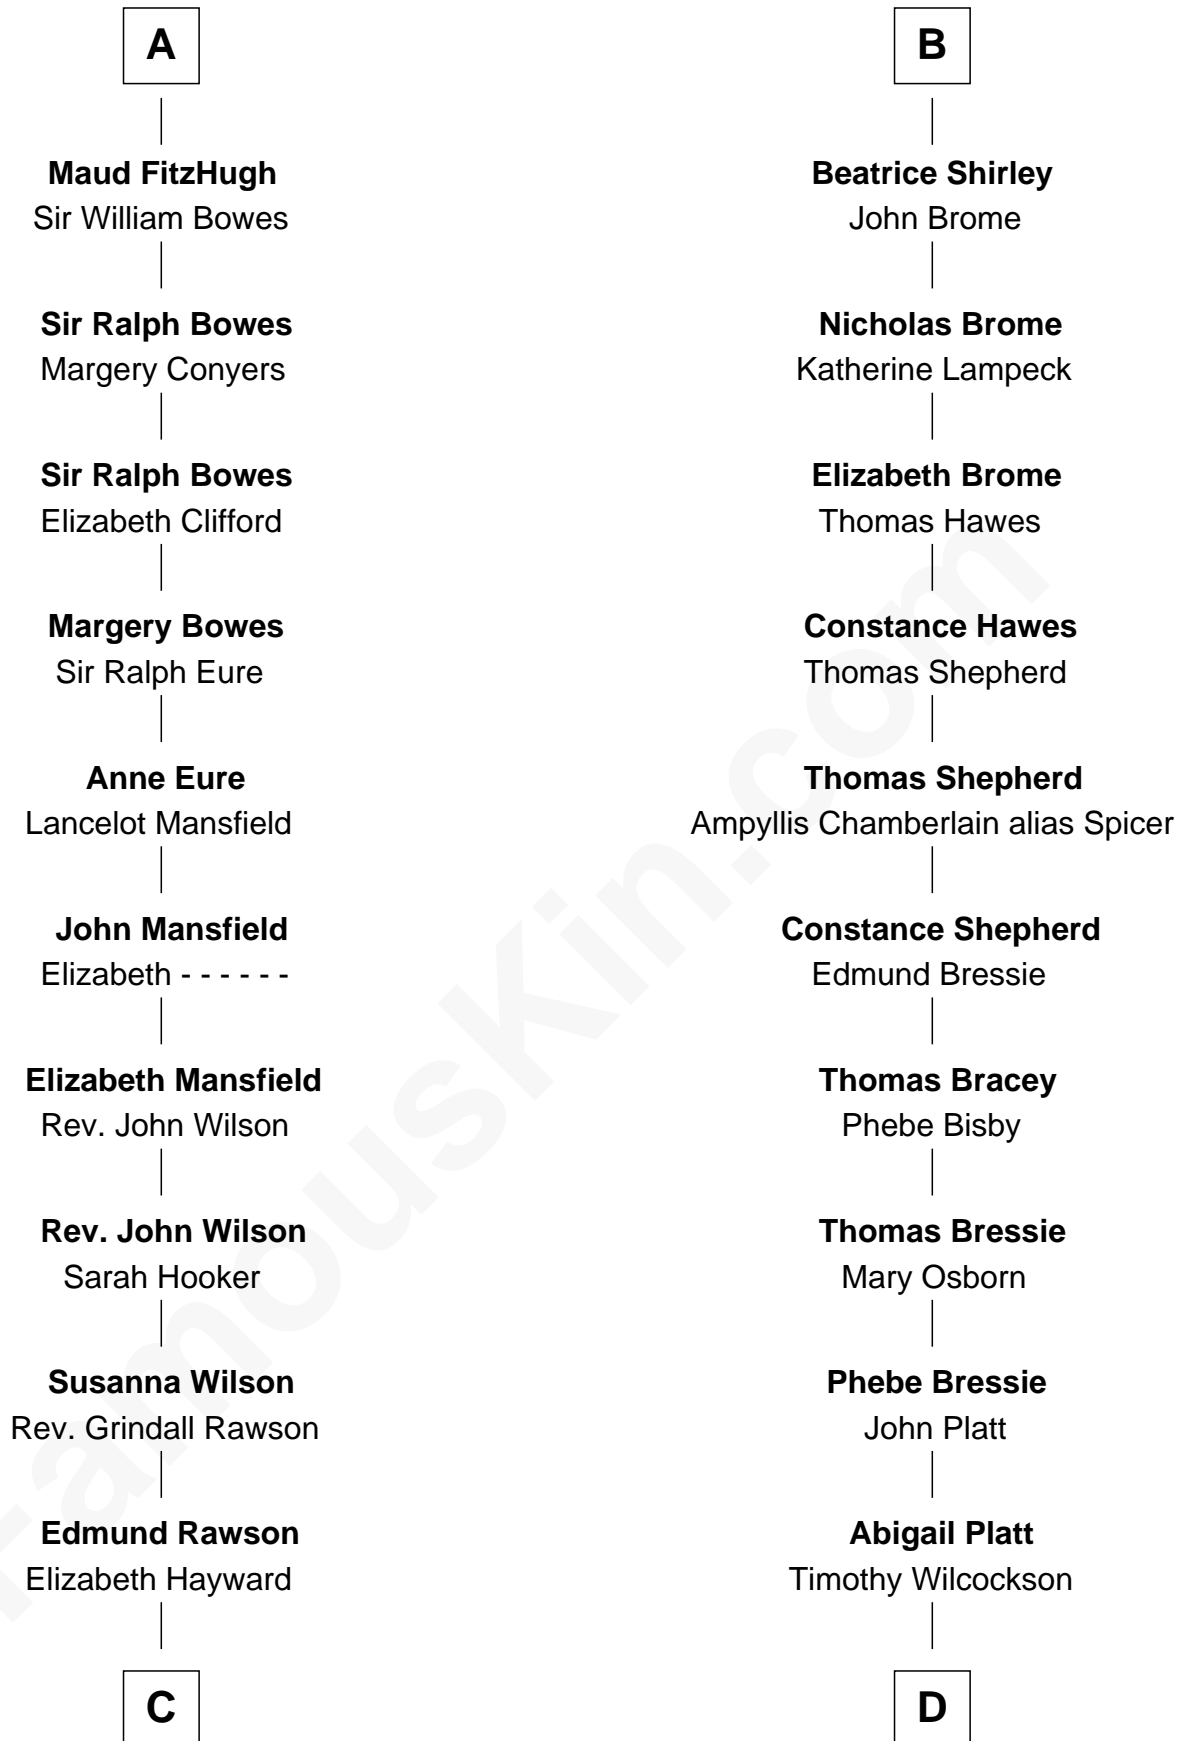 A
Maud FitzHugh
Sir William Bowes
Sir Ralph Bowes
Margery Conyers
Sir Ralph Bowes
Elizabeth Clifford
Margery Bowes
Sir Ralph Eure
Anne Eure
Lancelot Mansfield
John Mansfield
Elizabeth - - - - - -
Elizabeth Mansfield
Rev. John Wilson
Rev. John Wilson
Sarah Hooker
Susanna Wilson
Rev. Grindall Rawson
Edmund Rawson
Elizabeth Hayward
C
B
Beatrice Shirley
John Brome
Nicholas Brome
Katherine Lampeck
Elizabeth Brome
Thomas Hawes
Constance Hawes
Thomas Shepherd
Thomas Shepherd
Ampyllis Chamberlain alias Spicer
Constance Shepherd
Edmund Bressie
Thomas Bracey
Phebe Bisby
Thomas Bressie
Mary Osborn
Phebe Bressie
John Platt
Abigail Platt
Timothy Wilcockson
D
FamousKin.com